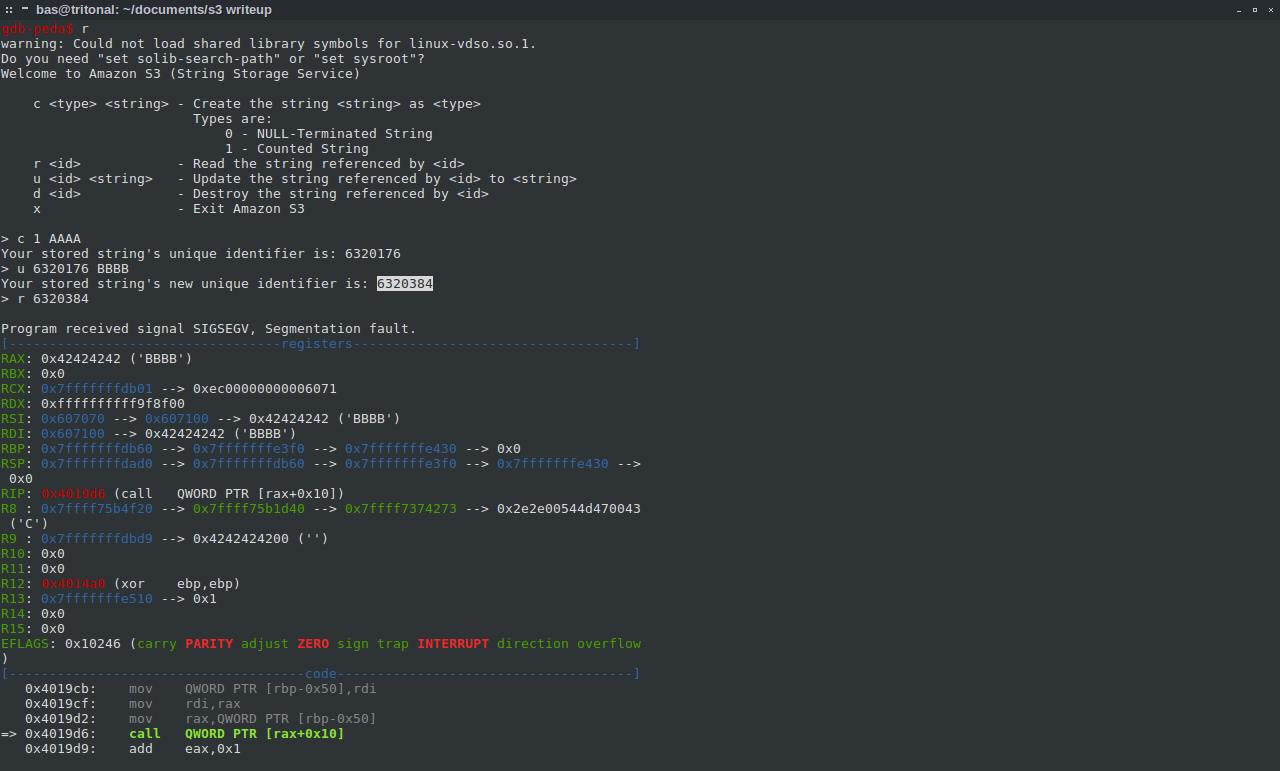 bas@tritonal: ~/documents/s3 writeup
gdb-peda$ r
warning: Could not load shared library symbols for linux-vdso.so.1.
Do you need "set solib-search-path" or "set sysroot"?
Welcome to Amazon S3 (String Storage Service)
    c <type> <string> - Create the string <string> as <type>
                        Types are:
                            0 - NULL-Terminated String
                            1 - Counted String
    r <id>            - Read the string referenced by <id>
    u <id> <string>   - Update the string referenced by <id> to <string>
    d <id>            - Destroy the string referenced by <id>
    x                 - Exit Amazon S3
> c 1 AAAA
Your stored string's unique identifier is: 6320176
> u 6320176 BBBB
Your stored string's new unique identifier is: 6320384
> r 6320384
Program received signal SIGSEGV, Segmentation fault.
[----------------------------------registers-----------------------------------]
RAX: 0x42424242 ('BBBB')
RBX: 0x0
RCX: 0x7fffffffdb01 --> 0xec00000000006071
RDX: 0xffffffffff9f8f00
RSI: 0x607070 --> 0x607100 --> 0x42424242 ('BBBB')
RDI: 0x607100 --> 0x42424242 ('BBBB')
RBP: 0x7fffffffdb60 --> 0x7fffffffe3f0 --> 0x7fffffffe430 --> 0x0
RSP: 0x7fffffffdad0 --> 0x7fffffffdb60 --> 0x7fffffffe3f0 --> 0x7fffffffe430 -->
 0x0
RIP: 0x4019d6 (call   QWORD PTR [rax+0x10])
R8 : 0x7ffff75b4f20 --> 0x7ffff75b1d40 --> 0x7ffff7374273 --> 0x2e2e00544d470043
 ('C')
R9 : 0x7fffffffdbd9 --> 0x4242424200 ('')
R10: 0x0
R11: 0x0
R12: 0x4014a0 (xor    ebp,ebp)
R13: 0x7fffffffe510 --> 0x1
R14: 0x0
R15: 0x0
EFLAGS: 0x10246 (carry PARITY adjust ZERO sign trap INTERRUPT direction overflow
)
[-------------------------------------code-------------------------------------]
   0x4019cb:    mov    QWORD PTR [rbp-0x50],rdi
   0x4019cf:    mov    rdi,rax
   0x4019d2:    mov    rax,QWORD PTR [rbp-0x50]
=> 0x4019d6:    call   QWORD PTR [rax+0x10]
   0x4019d9:    add    eax,0x1